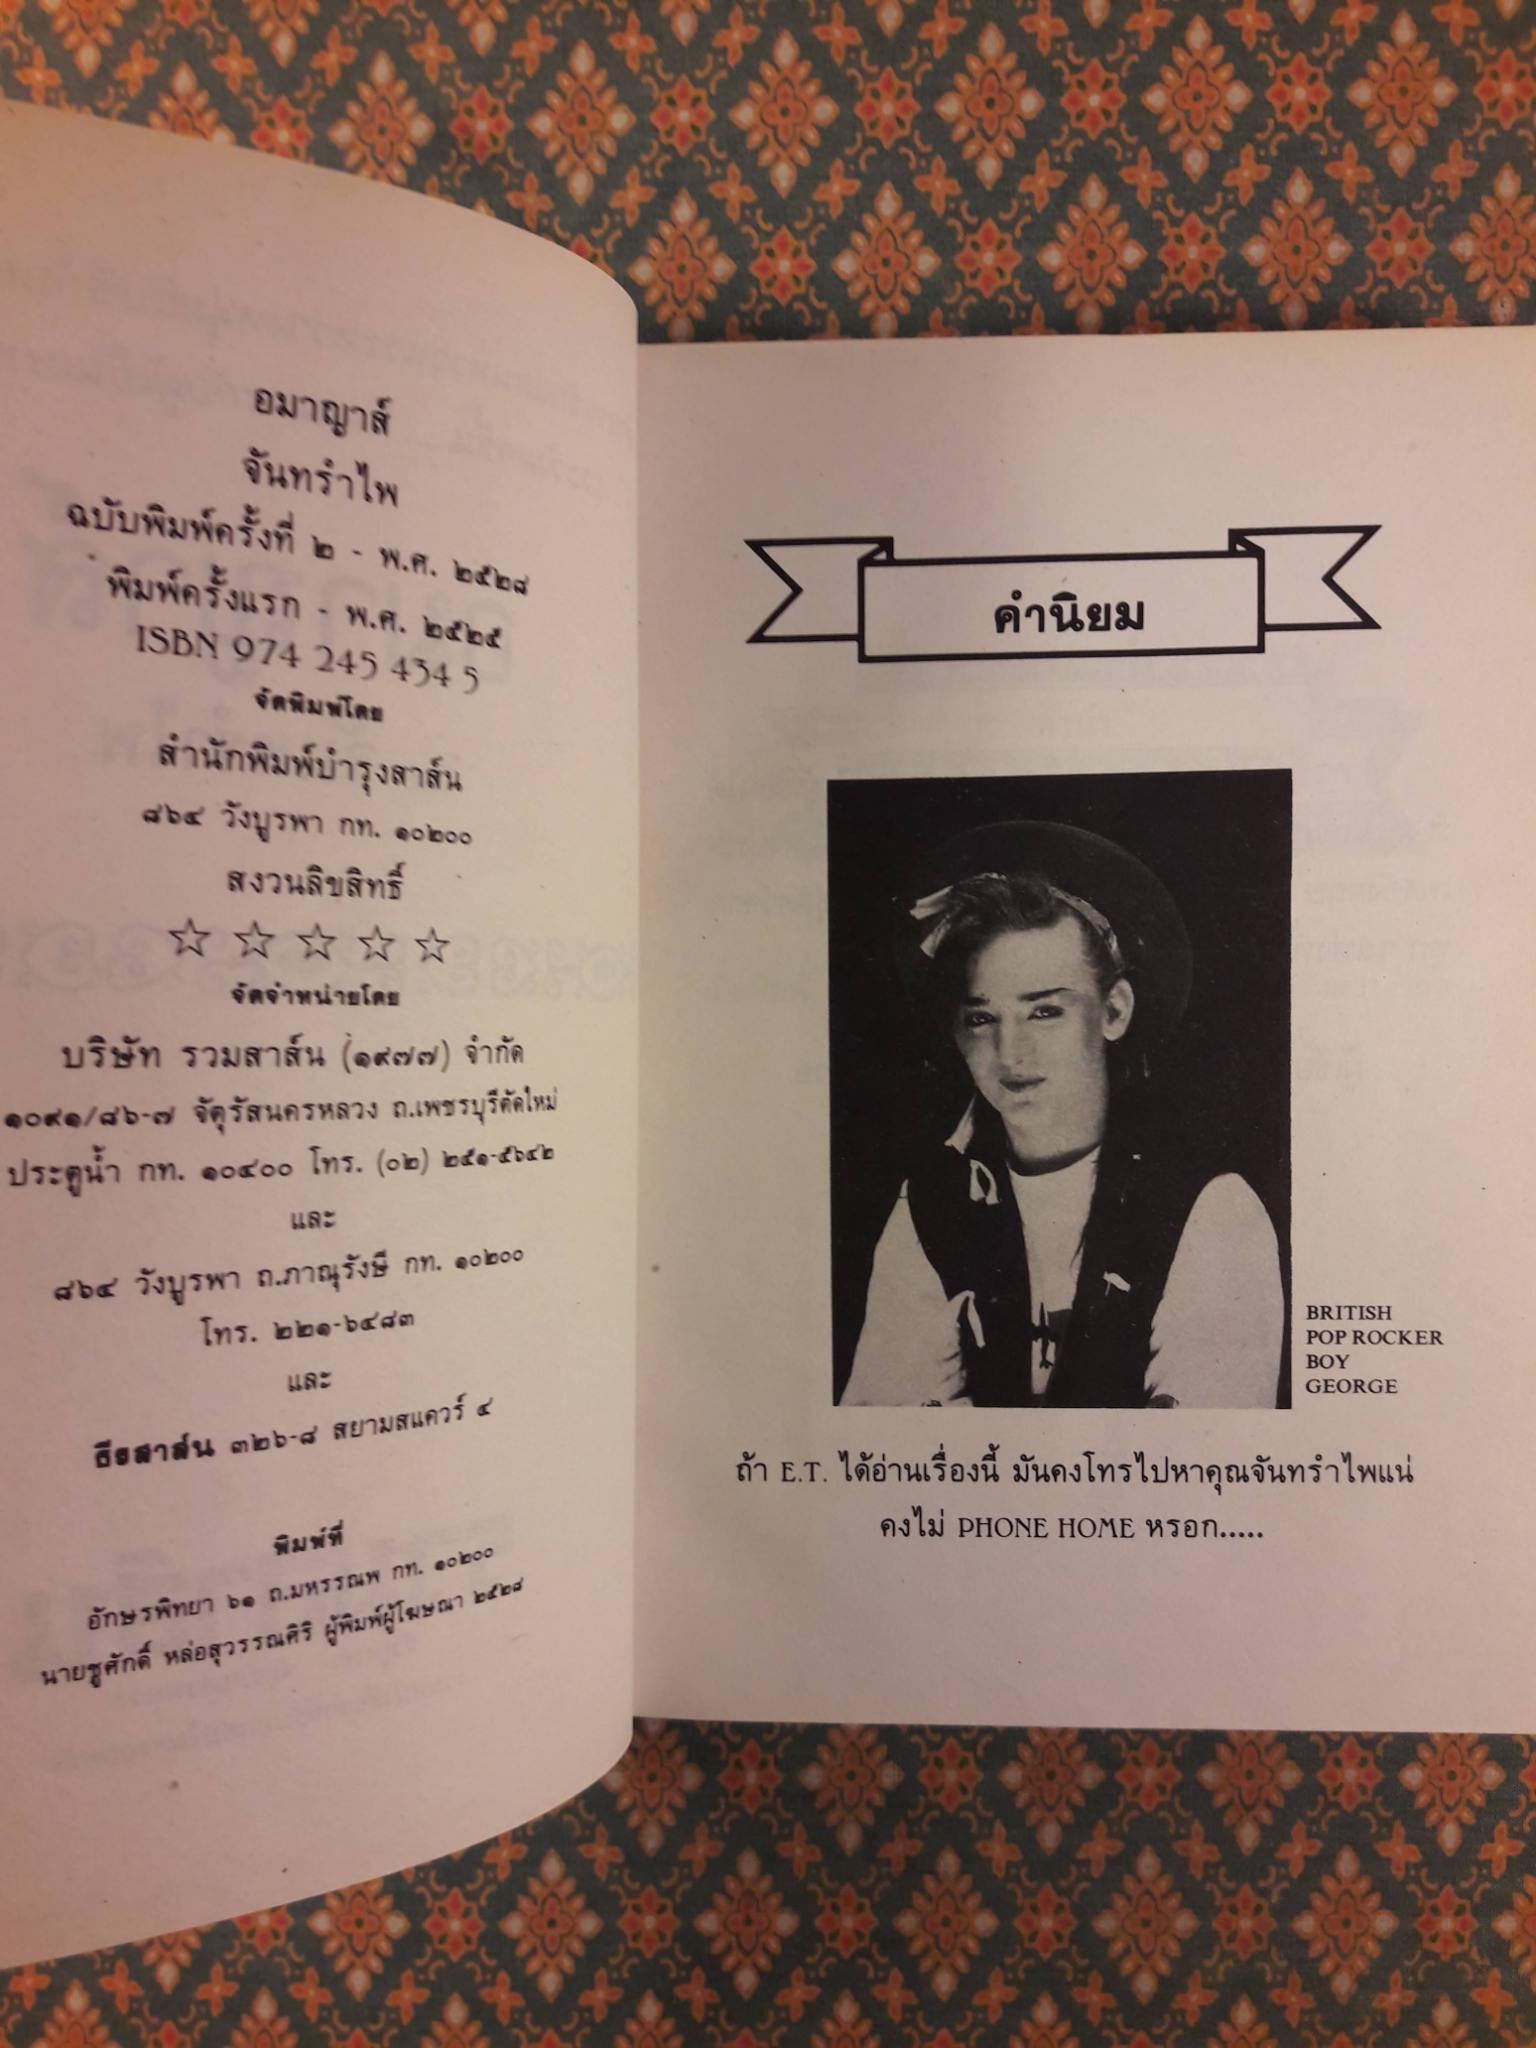 อมาญาส์
จันทรำไพ
ฉบับพิมพ์ครั้งที่ ๒ - พ.ศ. ๒๕๒๘
พิมพ์ครั้งแรก - พ.ศ. ๒๕๒๕
ISBN 974 245 434 5
จัดพิมพ์โดย
สำนักพิมพ์บำรุงสาส์น
๘๖๔ วังบูรพา กท. ๑๐๒๐๐
สงวนลิขสิทธิ์
จัดจำหน่ายโดย
บริษัท รวมสาส์น (๑๙๗๗) จำกัด
๑๐๙๑/๘๖-๗ จัตุรัสนครหลวง ถ.เพชรบุรีตัดใหม่
ประตูน้ำ กท. ๑๐๔๐๐ โทร. (๐๒) ๒๕๑-๕๖๔๒
และ
๘๖๔ วังบูรพา ถ.ภาณุรังษี กท. ๑๐๒๐๐
โทร. ๒๒๑-๖๔๘๓
และ
ธีรสาส์น ๓๒๖-๘ สยามสแควร์ ๔
พิมพ์ที่
อักษรพิทยา ๖๑ ถ.มหรรณพ กท. ๑๐๒๐๐
นายชูศักดิ์ หล่อสุวรรณศิริ ผู้พิมพ์ผู้โฆษณา ๒๕๒๘
คำนิยม
BRITISH
POP ROCKER
BOY
GEORGE
ถ้า E.T. ได้อ่านเรื่องนี้ มันคงโทรไปหาคุณจันทรำไพแน่
คงไม่ PHONE HOME หรอก.....